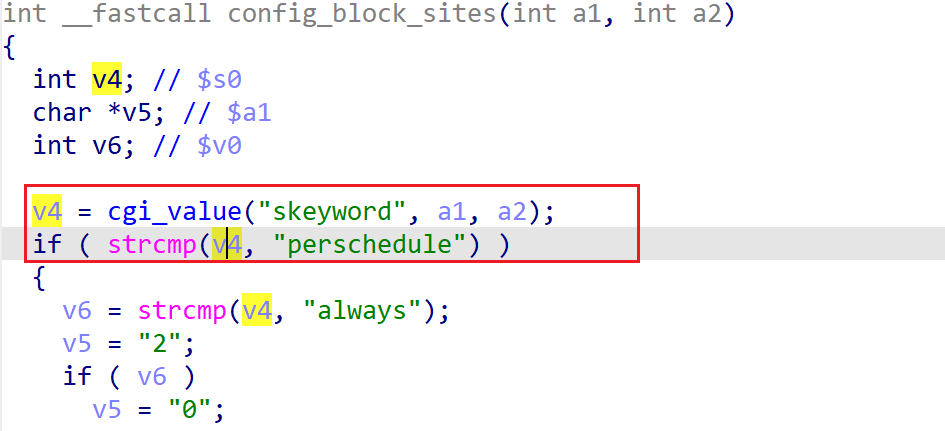 int __fastcall config_block_sites(int a1, int a2)
{
int v4; // $s0
char *v5; // $a1
int v6; // $v0
v4 = cgi_value("skeyword", a1, a2);
if ( strcmp(v4, "perschedule") )
{
v6 = strcmp(v4, "always");
v5 = "2";
if ( v6 )
v5 = "0";